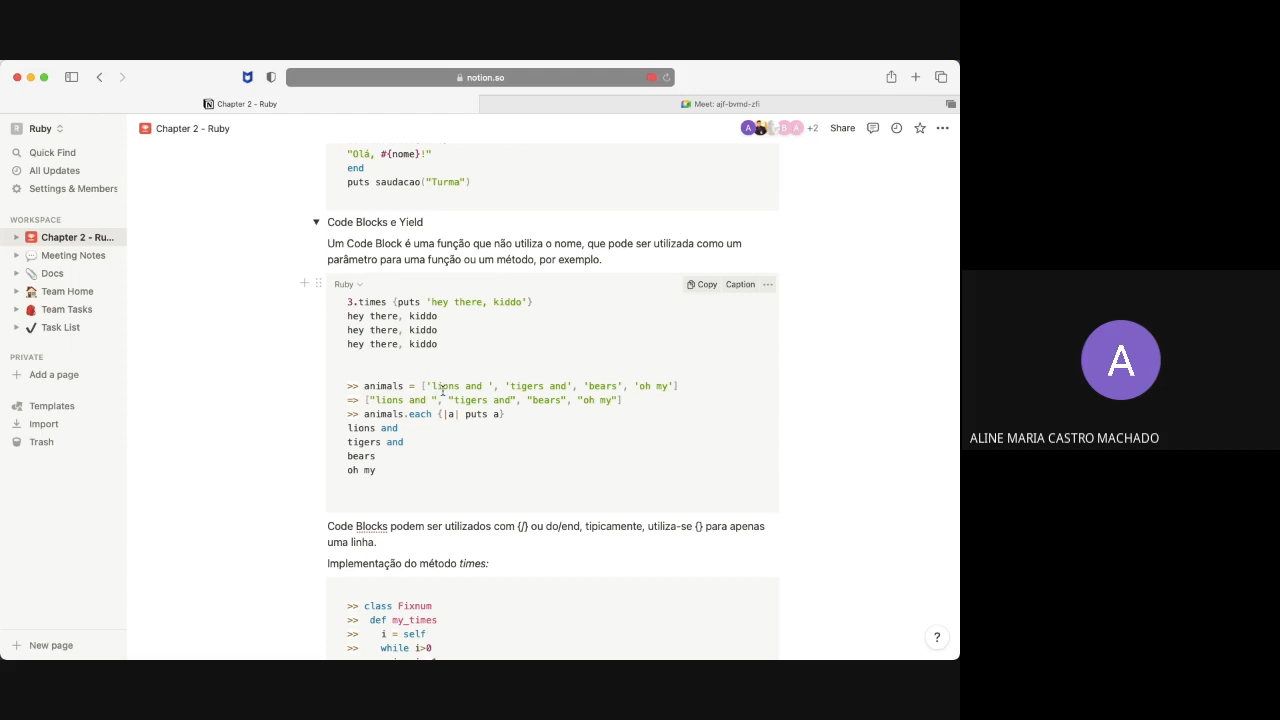 notion.so
Chapter 2 - Ruby
Meet: ajf-bvmd-zfi
R Ruby
Chapter 2 - Ruby
A
B
A
+2
Share
Quick Find
All Updates
Settings & Members
WORKSPACE
Chapter 2 - Ru...
Meeting Notes
Docs
Team Home
Team Tasks
Task List
PRIVATE
Add a page
Templates
Import
Trash
New page
"Olá, #{nome}!"
end
puts saudacao("Turma")
Code Blocks e Yield
Um Code Block é uma função que não utiliza o nome, que pode ser utilizada como um
parâmetro para uma função ou um método, por exemplo.
Ruby
Copy Caption
3.times {puts 'hey there, kiddo'}
hey there, kiddo
hey there, kiddo
hey there, kiddo
>> animals = ['lions and ', 'tigers and', 'bears', 'oh my']
=> ["lions and ", "tigers and", "bears", "oh my"]
>> animals.each {|a| puts a}
lions and
tigers and
bears
oh my
Code Blocks podem ser utilizados com {/} ou do/end, tipicamente, utiliza-se {} para apenas
uma linha.
Implementação do método times:
>> class Fixnum
>> def my_times
>> i = self
>> while i>0
?
A
ALINE MARIA CASTRO MACHADO